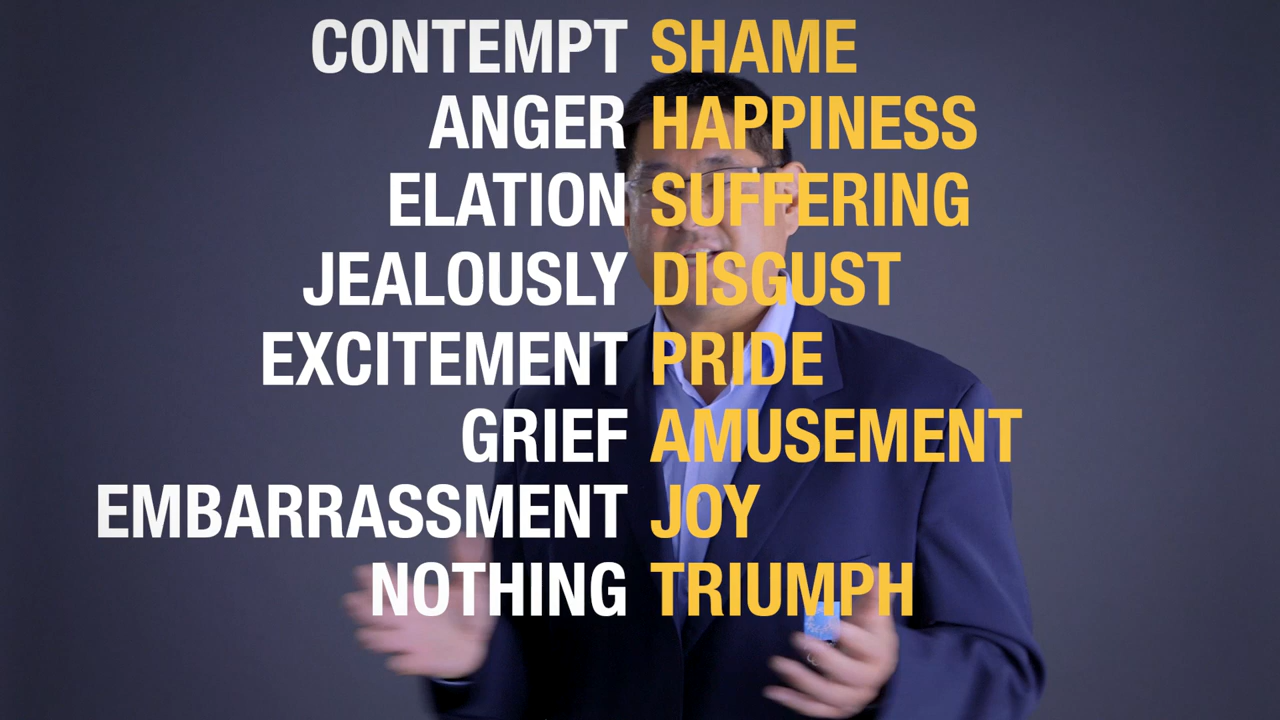 CONTEMPT SHAME
ANGER HAPPINESS
ELATION SUFFERING
JEALOUSLY DISGUST
EXCITEMENT PRIDE
GRIEF AMUSEMENT
EMBARRASSMENT JOY
NOTHING TRIUMPH